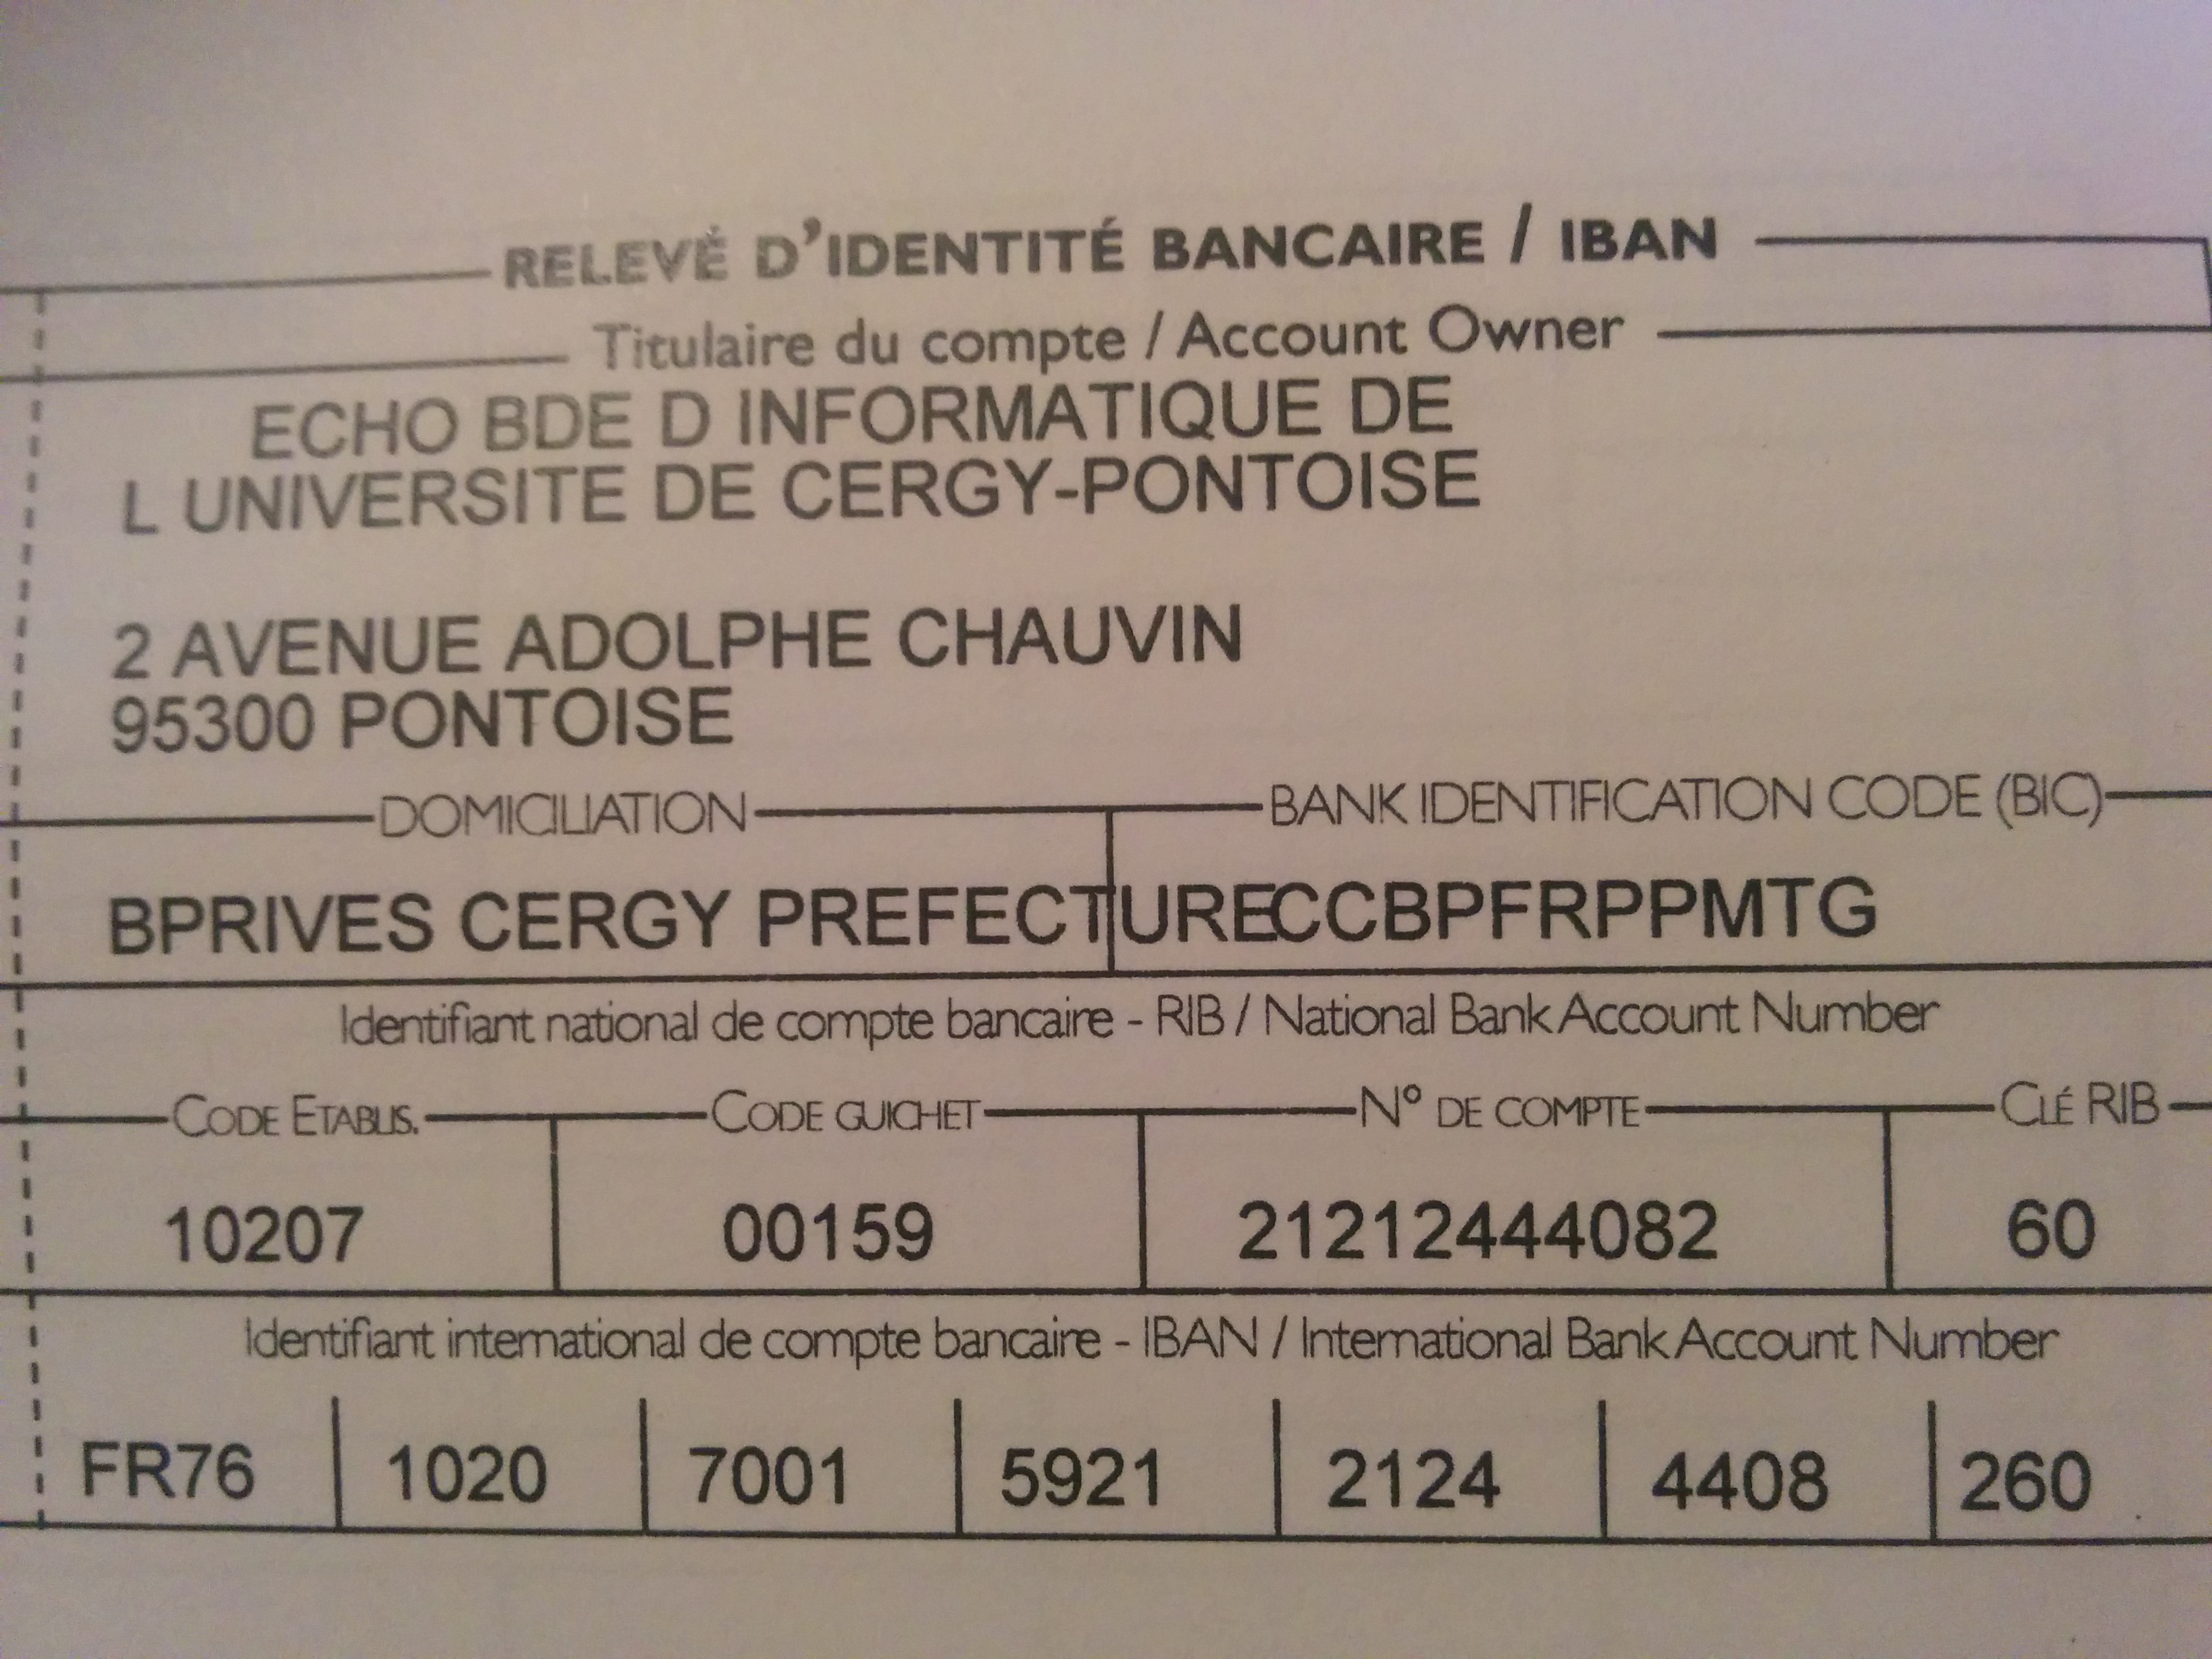 RELEVÉ D'IDENTITÉ BANCAIRE / IBAN
Titulaire du compte / Account Owner
ECHO BDE D INFORMATIQUE DE
L UNIVERSITE DE CERGY-PONTOISE
2 AVENUE ADOLPHE CHAUVIN
95300 PONTOISE
DOMICILIATION BANK IDENTIFICATION CODE (BIC)
BPRIVES CERGY PREFECTURE CCBPFRPPMTG
Identifiant national de compte bancaire - RIB / National Bank Account Number
CODE ETABLIS. CODE GUICHET N° DE COMPTE CLÉ RIB
10207 00159 21212444082 60
Identifiant international de compte bancaire - IBAN / International Bank Account Number
FR76 1020 7001 5921 2124 4408 260